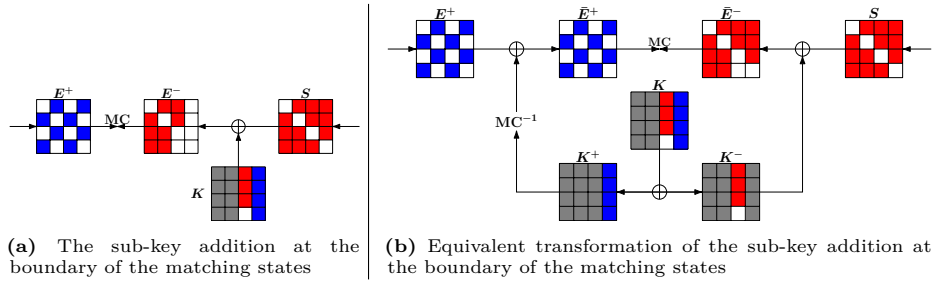 E⁺
MC
E⁻
S
K
(a) The sub-key addition at the
boundary of the matching states
E⁺
Ē⁺
MC
Ē⁻
S
K
MC⁻¹
K⁺
K⁻
(b) Equivalent transformation of the sub-key addition at
the boundary of the matching states